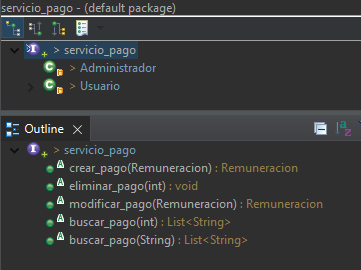 servicio_pago - (default package)
> servicio_pago
> Administrador
> Usuario
Outline
> servicio_pago
crear_pago(Remuneracion) : Remuneracion
eliminar_pago(int) : void
modificar_pago(Remuneracion) : Remuneracion
buscar_pago(int) : List<String>
buscar_pago(String) : List<String>